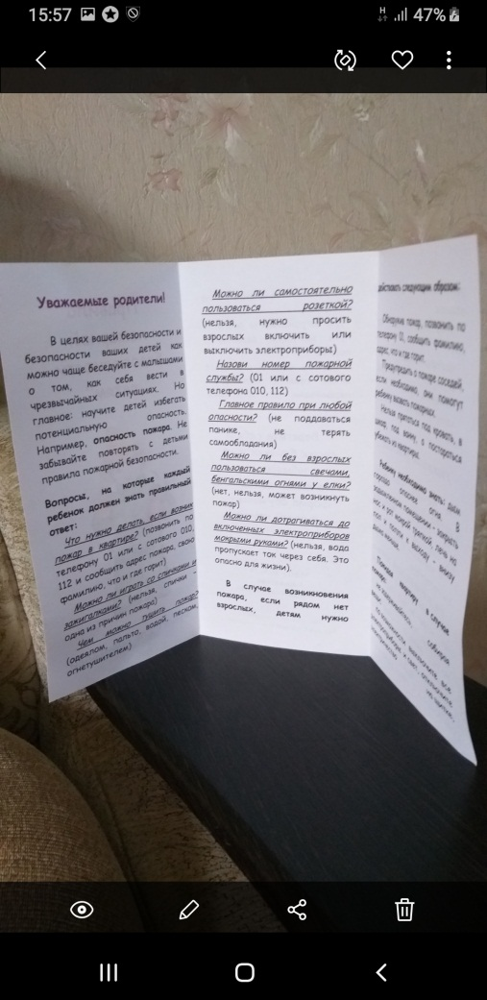 15:57
47%
Уважаемые родители!
В целях вашей безопасности и
безопасности ваших детей как
можно чаще беседуйте с малышами
о том, как себя вести в
чрезвычайных ситуациях. Но
главное: научите детей избегать
потенциальную опасность.
Например, опасность пожара. Не
забывайте повторять с детьми
правила пожарной безопасности.
Вопросы, на которые каждый
ребенок должен знать правильный
ответ:
Что нужно делать, если возник
пожар в квартире? (позвонить по
телефону 01 или с сотового 010,
112 и сообщить адрес пожара, свою
фамилию, что и где горит)
Можно ли играть со спичками и
зажигалками? (нельзя, спички –
одна из причин пожара)
Чем можно тушить пожар?
(одеялом, пальто, водой, песком,
огнетушителем)
Можно ли самостоятельно
пользоваться розеткой?
(нельзя, нужно просить
взрослых включить или
выключить электроприборы)
Назови номер пожарной
службы? (01 или с сотового
телефона 010, 112)
Главное правило при любой
опасности? (не поддаваться
панике, не терять
самообладания)
Можно ли без взрослых
пользоваться свечами,
бенгальскими огнями у елки?
(нет, нельзя, может возникнуть
пожар)
Можно ли дотрагиваться до
включенных электроприборов
мокрыми руками? (нельзя, вода
пропускает ток через себя. Это
опасно для жизни).
В случае возникновения
пожара, если рядом нет
взрослых, детям нужно
действовать следующим образом:
Обнаружив пожар, позвонить по
телефону 01, сообщить фамилию,
адрес, что и где горит.
Предупредить о пожаре соседей,
если необходимо, они помогут
ребенку вызвать пожарных.
Нельзя прятаться под кровать, в
шкаф, под ванну, а постараться
убежать из квартиры.
Ребенку необходимо знать: дым
гораздо опаснее огня. В
задымленном помещении - закрыть
нос и рот мокрой тряпкой, лечь на
пол и ползти к выходу - внизу
дыма меньше.